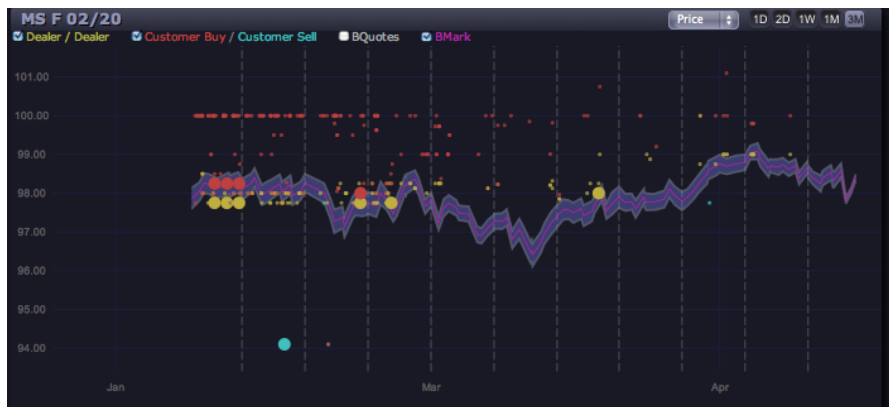 MS F 02/20 Price 1D 2D 1W 1M 3M
Dealer / Dealer Customer Buy / Customer Sell BQuotes BMark
101.00
100.00
99.00
98.00
97.00
96.00
95.00
94.00
Jan Mar Apr